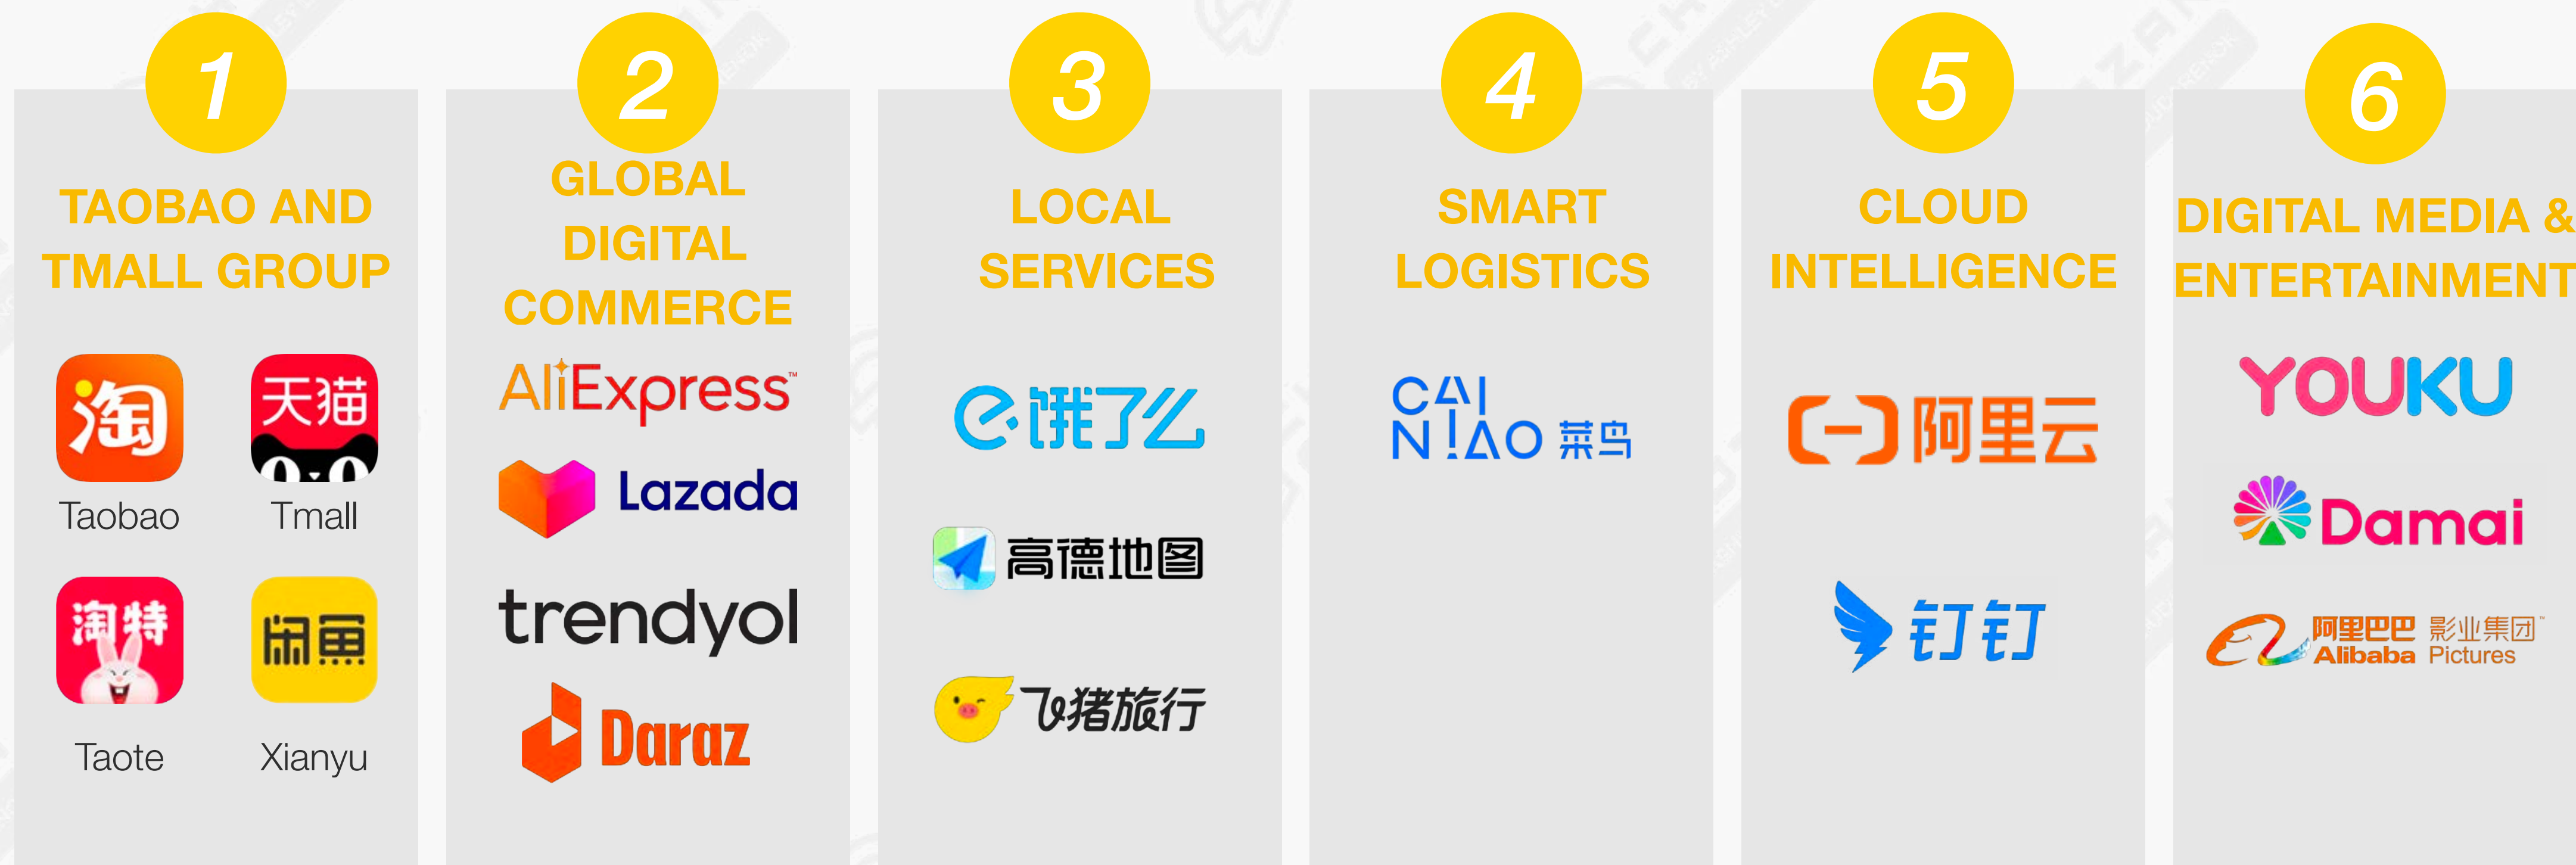 1
TAOBAO AND
TMALL GROUP
淘
天猫
Taobao
Tmall
淘特
闲鱼
Taote
Xianyu
2
GLOBAL
DIGITAL
COMMERCE
AliExpress™
Lazada
trendyol
Daraz
3
LOCAL
SERVICES
饿了么
高德地图
飞猪旅行
4
SMART
LOGISTICS
CAI
NIAO 菜鸟
5
CLOUD
INTELLIGENCE
阿里云
钉钉
6
DIGITAL MEDIA &
ENTERTAINMENT
YOUKU
Damai
阿里巴巴 影业集团™
Alibaba Pictures